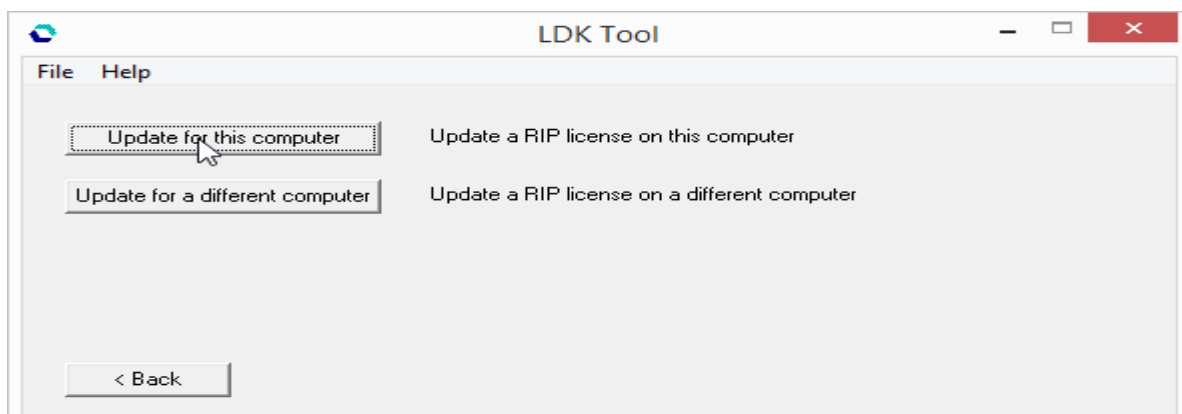 LDK Tool
File Help
Update for this computer Update a RIP license on this computer
Update for a different computer Update a RIP license on a different computer
< Back